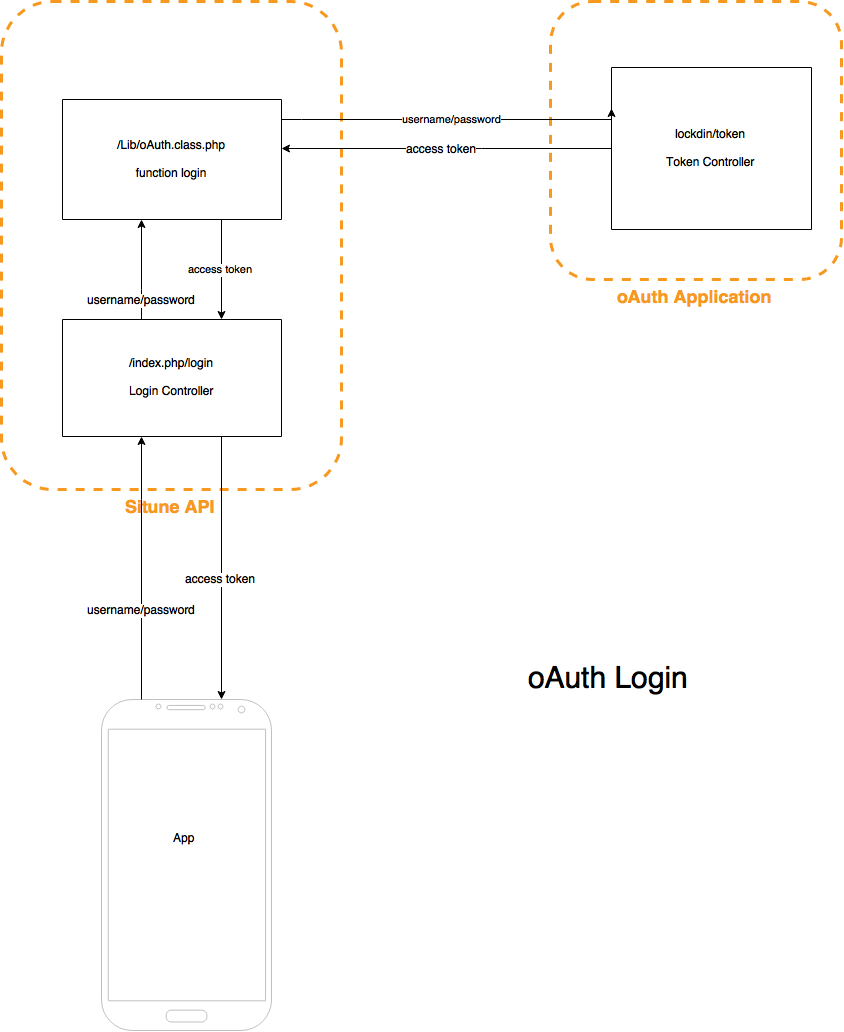 /Lib/oAuth.class.php
function login
username/password
access token
lockdin/token
Token Controller
oAuth Application
access token
username/password
/index.php/login
Login Controller
Situne API
access token
username/password
oAuth Login
App